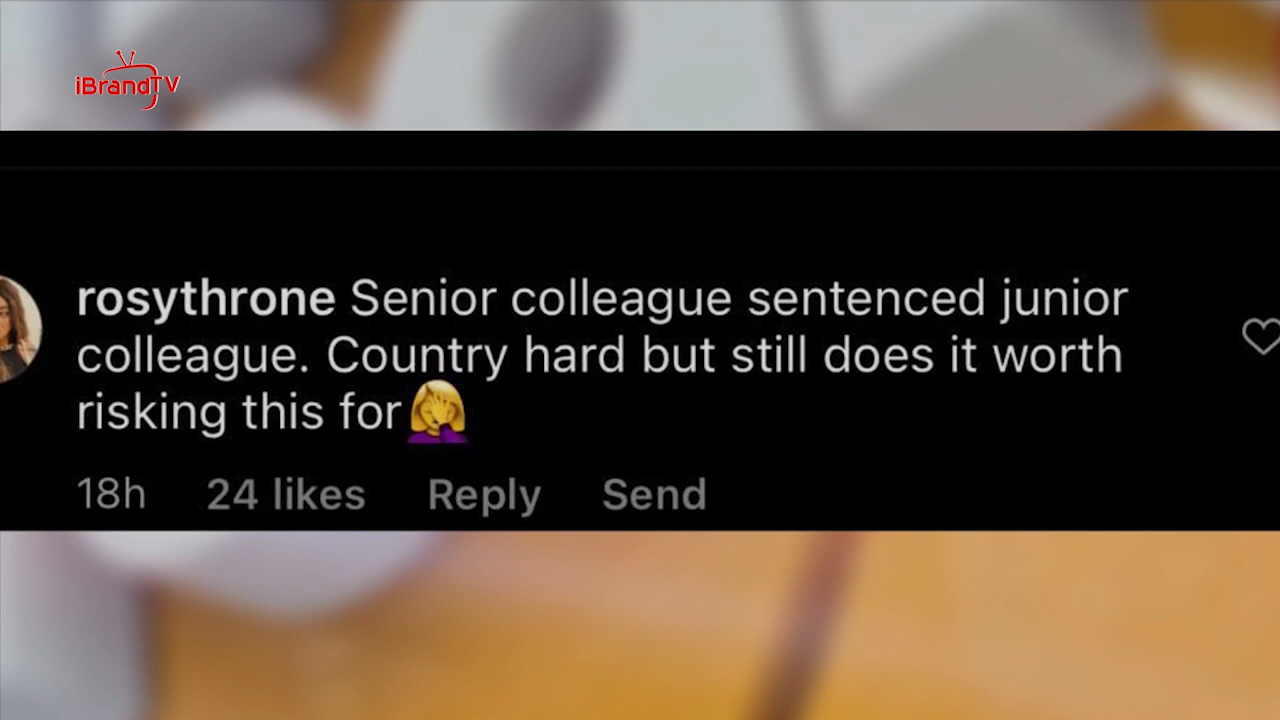 iBrandTV
rosythrone Senior colleague sentenced junior
colleague. Country hard but still does it worth
risking this for🤦‍♀️
18h 24 likes Reply Send